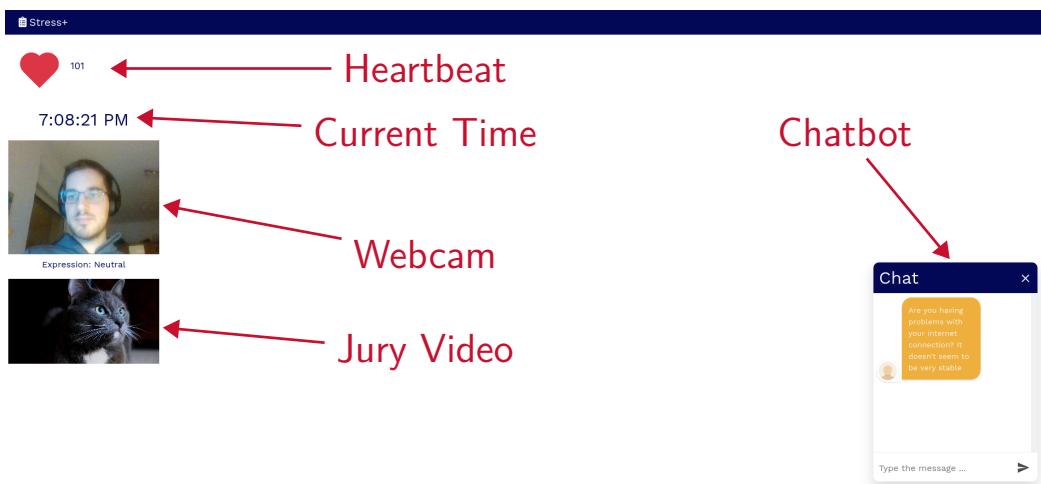 Stress+
101
Heartbeat
7:08:21 PM
Current Time
Chatbot
Webcam
Expression: Neutral
Chat
Are you having
problems with
your internet
connection? It
doesn't seem to
be very stable
Jury Video
Type the message ...